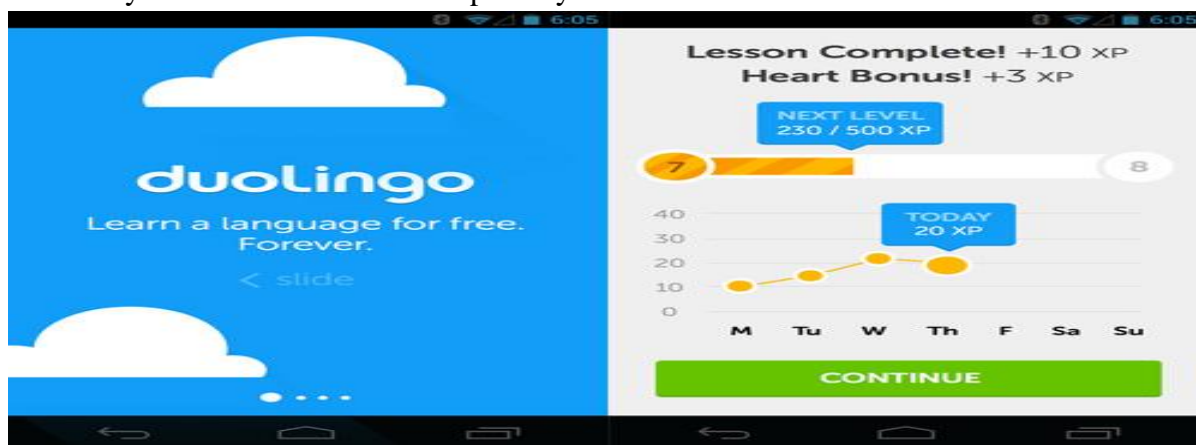 6:05
duolingo
Learn a language for free.
Forever.
< slide
6:05
Lesson Complete! +10 XP
Heart Bonus! +3 XP
NEXT LEVEL
230 / 500 XP
7
8
40
30
20
10
0
TODAY
20 XP
M Tu W Th F Sa Su
CONTINUE